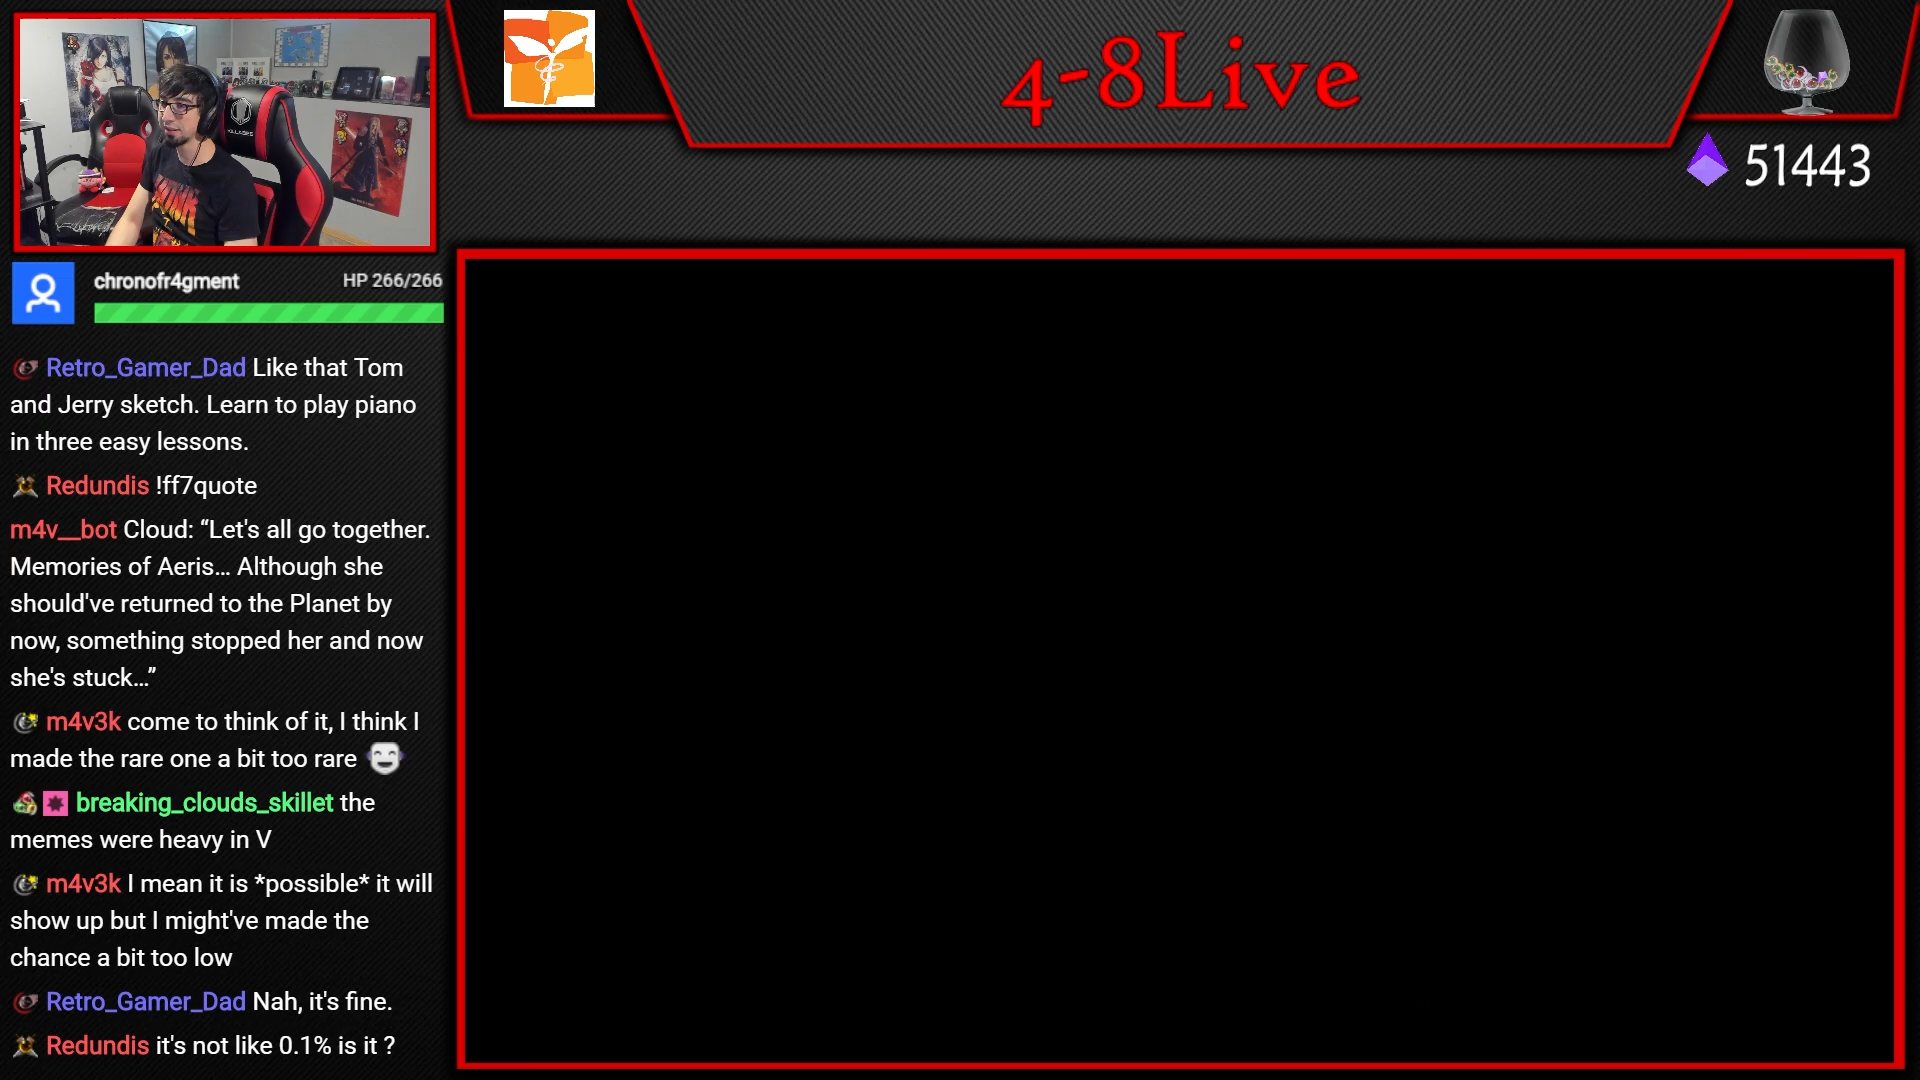 4-8Live
51443
chronofr4gment HP 266/266
Retro_Gamer_Dad Like that Tom
and Jerry sketch. Learn to play piano
in three easy lessons.
Redundis !ff7quote
m4v__bot Cloud: “Let's all go together.
Memories of Aeris... Although she
should've returned to the Planet by
now, something stopped her and now
she's stuck...”
m4v3k come to think of it, I think I
made the rare one a bit too rare
breaking_clouds_skillet the
memes were heavy in V
m4v3k I mean it is *possible* it will
show up but I might've made the
chance a bit too low
Retro_Gamer_Dad Nah, it's fine.
Redundis it's not like 0.1% is it ?